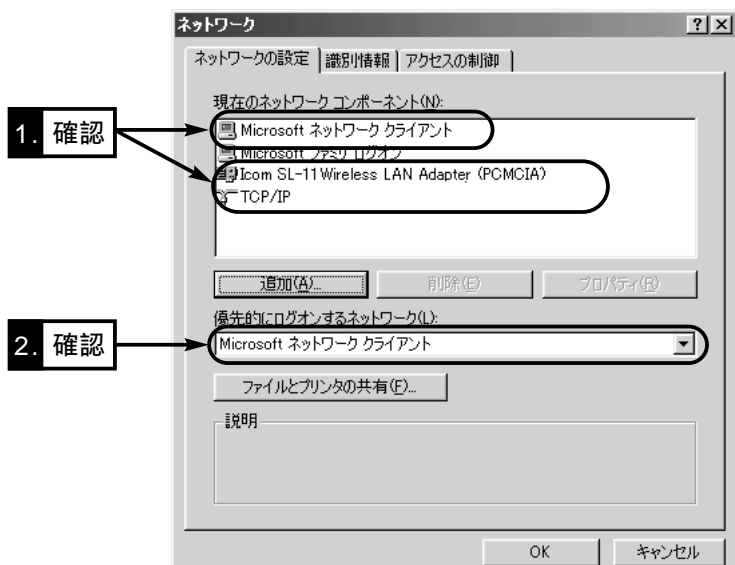 ネットワーク
ネットワークの設定 識別情報 アクセスの制御
現在のネットワーク コンポーネント(N):
1. 確認
Microsoft ネットワーク クライアント
Microsoft ファミリ ログオン
Icom SL-11 Wireless LAN Adapter (PCMCIA)
TCP/IP
追加(A)... 削除(E) プロパティ(R)
優先的にログオンするネットワーク(L):
2. 確認
Microsoft ネットワーク クライアント
ファイルとプリンタの共有(F)...
説明
OK キャンセル